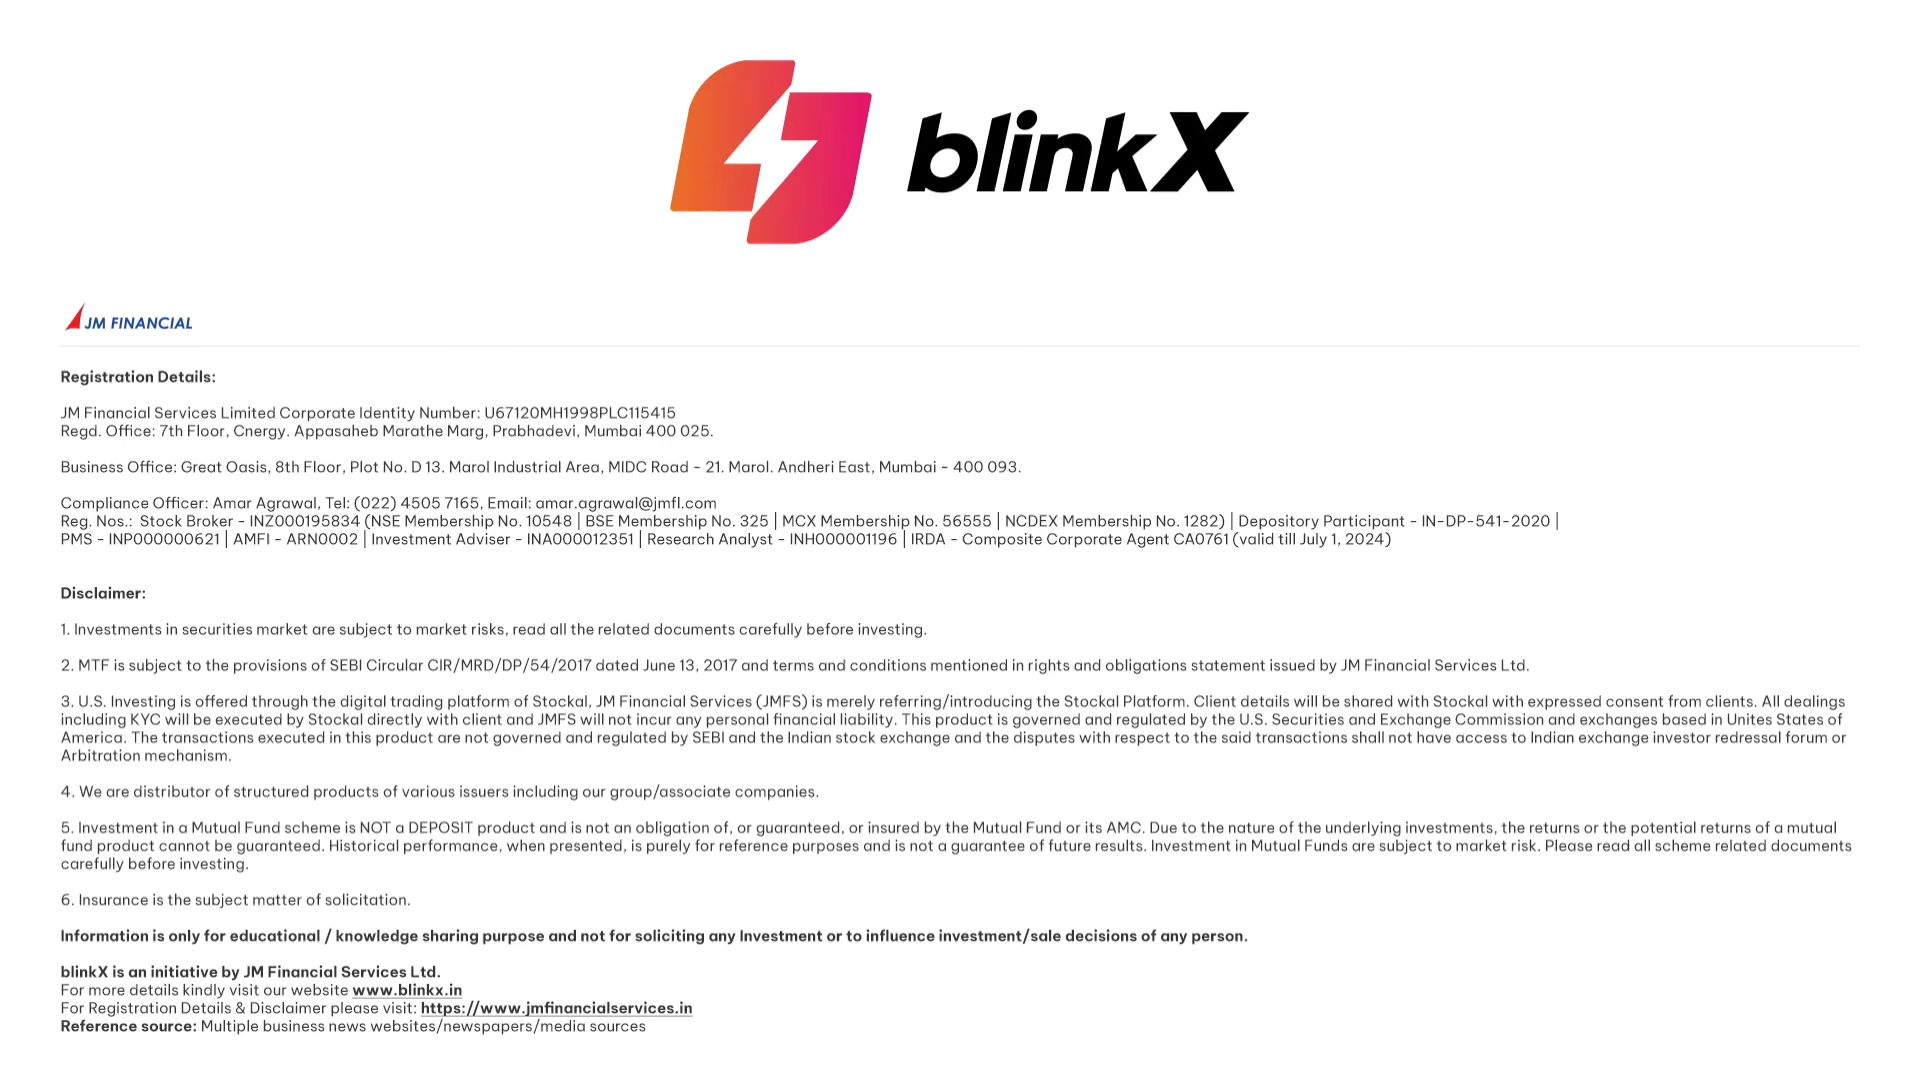 blinkX
JM FINANCIAL
Registration Details:
JM Financial Services Limited Corporate Identity Number: U67120MH1998PLC115415
Regd. Office: 7th Floor, Cnergy. Appasaheb Marathe Marg, Prabhadevi, Mumbai 400 025.
Business Office: Great Oasis, 8th Floor, Plot No. D 13. Marol Industrial Area, MIDC Road - 21. Marol. Andheri East, Mumbai - 400 093.
Compliance Officer: Amar Agrawal, Tel: (022) 4505 7165, Email: amar.agrawal@jmfl.com
Reg. Nos.: Stock Broker - INZ000195834 (NSE Membership No. 10548 | BSE Membership No. 325 | MCX Membership No. 56555 | NCDEX Membership No. 1282) | Depository Participant - IN-DP-541-2020 |
PMS - INP000000621 | AMFI - ARN0002 | Investment Adviser - INA000012351 | Research Analyst - INH000001196 | IRDA - Composite Corporate Agent CA0761 (valid till July 1, 2024)
Disclaimer:
1. Investments in securities market are subject to market risks, read all the related documents carefully before investing.
2. MTF is subject to the provisions of SEBI Circular CIR/MRD/DP/54/2017 dated June 13, 2017 and terms and conditions mentioned in rights and obligations statement issued by JM Financial Services Ltd.
3. U.S. Investing is offered through the digital trading platform of Stockal, JM Financial Services (JMFS) is merely referring/introducing the Stockal Platform. Client details will be shared with Stockal with expressed consent from clients. All dealings
including KYC will be executed by Stockal directly with client and JMFS will not incur any personal financial liability. This product is governed and regulated by the U.S. Securities and Exchange Commission and exchanges based in Unites States of
America. The transactions executed in this product are not governed and regulated by SEBI and the Indian stock exchange and the disputes with respect to the said transactions shall not have access to Indian exchange investor redressal forum or
Arbitration mechanism.
4. We are distributor of structured products of various issuers including our group/associate companies.
5. Investment in a Mutual Fund scheme is NOT a DEPOSIT product and is not an obligation of, or guaranteed, or insured by the Mutual Fund or its AMC. Due to the nature of the underlying investments, the returns or the potential returns of a mutual
fund product cannot be guaranteed. Historical performance, when presented, is purely for reference purposes and is not a guarantee of future results. Investment in Mutual Funds are subject to market risk. Please read all scheme related documents
carefully before investing.
6. Insurance is the subject matter of solicitation.
Information is only for educational / knowledge sharing purpose and not for soliciting any Investment or to influence investment/sale decisions of any person.
blinkX is an initiative by JM Financial Services Ltd.
For more details kindly visit our website www.blinkx.in
For Registration Details & Disclaimer please visit: https://www.jmfinancialservices.in
Reference source: Multiple business news websites/newspapers/media sources